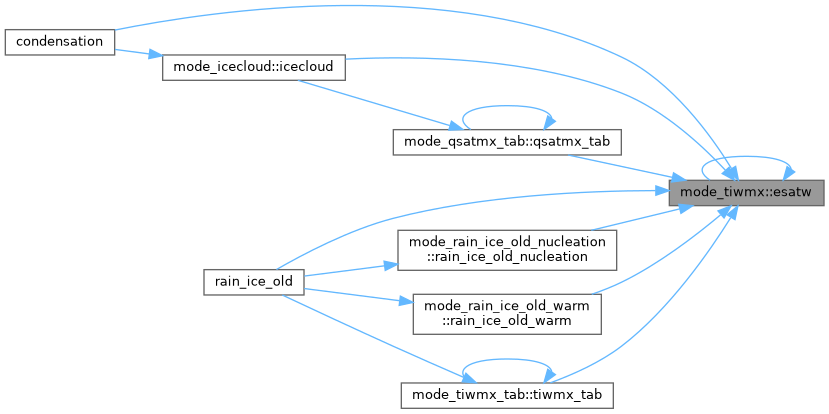 condensation
mode_icecloud::icecloud
mode_qsatmx_tab::qsatmx_tab
mode_tiwmx::esatw
mode_rain_ice_old_nucleation
::rain_ice_old_nucleation
rain_ice_old
mode_rain_ice_old_warm
::rain_ice_old_warm
mode_tiwmx_tab::tiwmx_tab